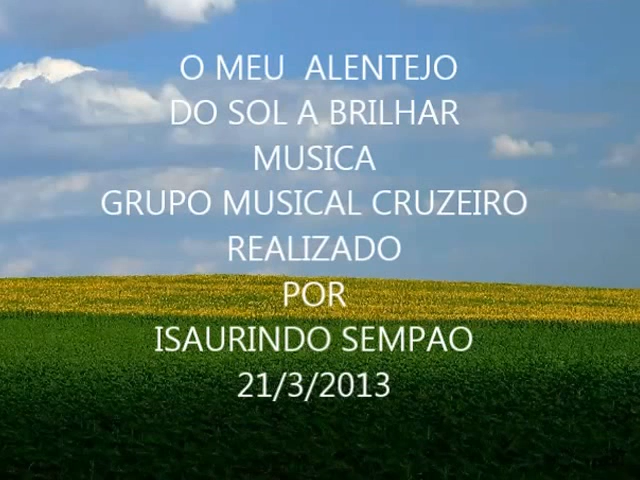 O MEU  ALENTEJO
DO SOL A BRILHAR
MUSICA
GRUPO MUSICAL CRUZEIRO
REALIZADO
POR
ISAURINDO SEMPAO
21/3/2013